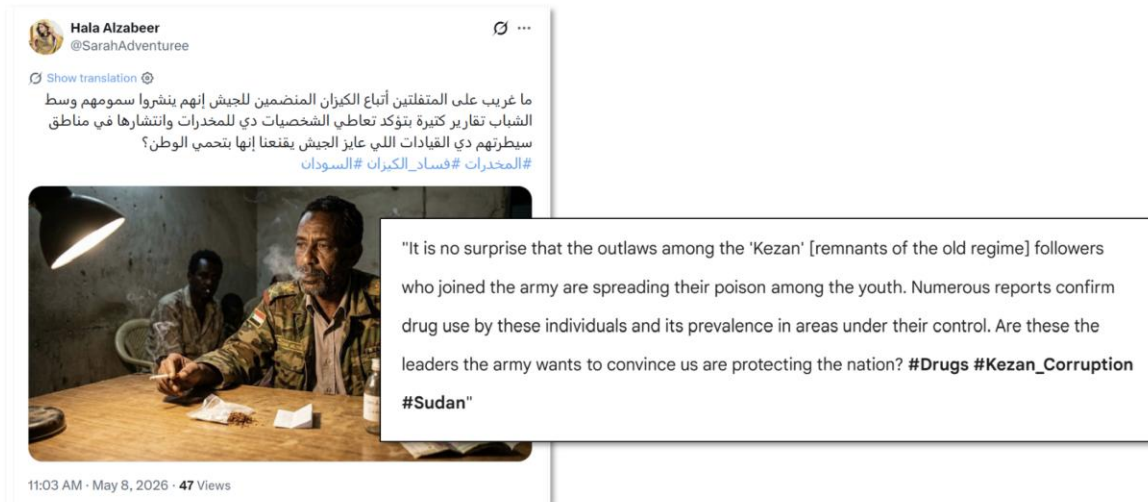 Hala Alzabeer
@SarahAdventuree
Show translation
ما غريب على المتفلتين أتباع الكيزان المنضمين للجيش إنهم ينشروا سمومهم وسط
الشباب تقارير كتيرة بتؤكد تعاطي الشخصيات دي للمخدرات وانتشارها في مناطق
سيطرتهم دي القيادات اللي عايز الجيش يقنعنا إنها بتحمي الوطن؟
#المخدرات #فساد_الكيزان #السودان
"It is no surprise that the outlaws among the 'Kezan' [remnants of the old regime] followers
who joined the army are spreading their poison among the youth. Numerous reports confirm
drug use by these individuals and its prevalence in areas under their control. Are these the
leaders the army wants to convince us are protecting the nation? #Drugs #Kezan_Corruption
#Sudan"
11:03 AM · May 8, 2026 · 47 Views